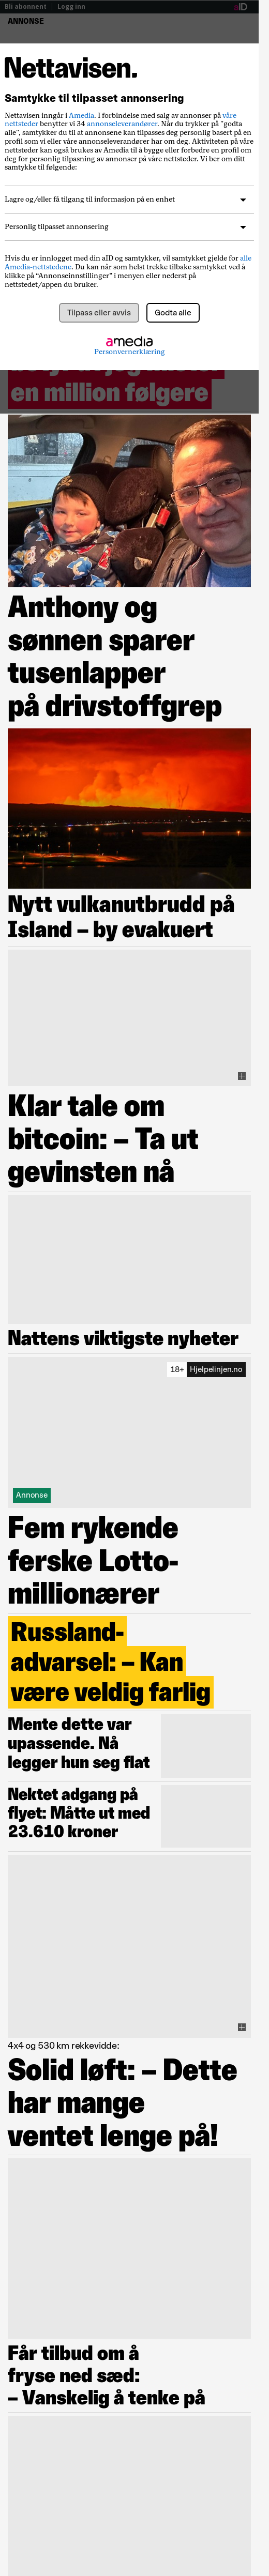 Bli abonnent | Logg inn
aID
ANNONSE
Nettavisen.
Samtykke til tilpasset annonsering
Nettavisen inngår i Amedia. I forbindelse med salg av annonser på våre
nettsteder benytter vi 34 annonseleverandører. Når du trykker på "godta
alle", samtykker du til at annonser kan tilpasses deg personlig basert på en
profil som vi eller våre annonseleverandører har om deg. Aktiviteten på våre
nettsteder kan også brukes av Amedia til å bygge eller forbedre en profil om
deg for personlig tilpasning av annonser på våre nettsteder. Vi ber om ditt
samtykke til følgende:
Lagre og/eller få tilgang til informasjon på en enhet
Personlig tilpasset annonsering
Hvis du er innlogget med din aID og samtykker, vil samtykket gjelde for alle
Amedia-nettstedene. Du kan når som helst trekke tilbake samtykket ved å
klikke på “Annonseinnstillinger” i menyen eller nederst på
nettstedet/appen du bruker.
Tilpass eller avvis
Godta alle
amedia
Personvernerklæring
en million følgere
Anthony og
sønnen sparer
tusenlapper
på drivstoffgrep
Nytt vulkanutbrudd på
Island – by evakuert
Klar tale om
bitcoin: – Ta ut
gevinsten nå
Nattens viktigste nyheter
18+ Hjelpelinjen.no
Annonse
Fem rykende
ferske Lotto-
millionærer
Russland-
advarsel: – Kan
være veldig farlig
Mente dette var
upassende. Nå
legger hun seg flat
Nektet adgang på
flyet: Måtte ut med
23.610 kroner
4x4 og 530 km rekkevidde:
Solid løft: – Dette
har mange
ventet lenge på!
Får tilbud om å
fryse ned sæd:
– Vanskelig å tenke på